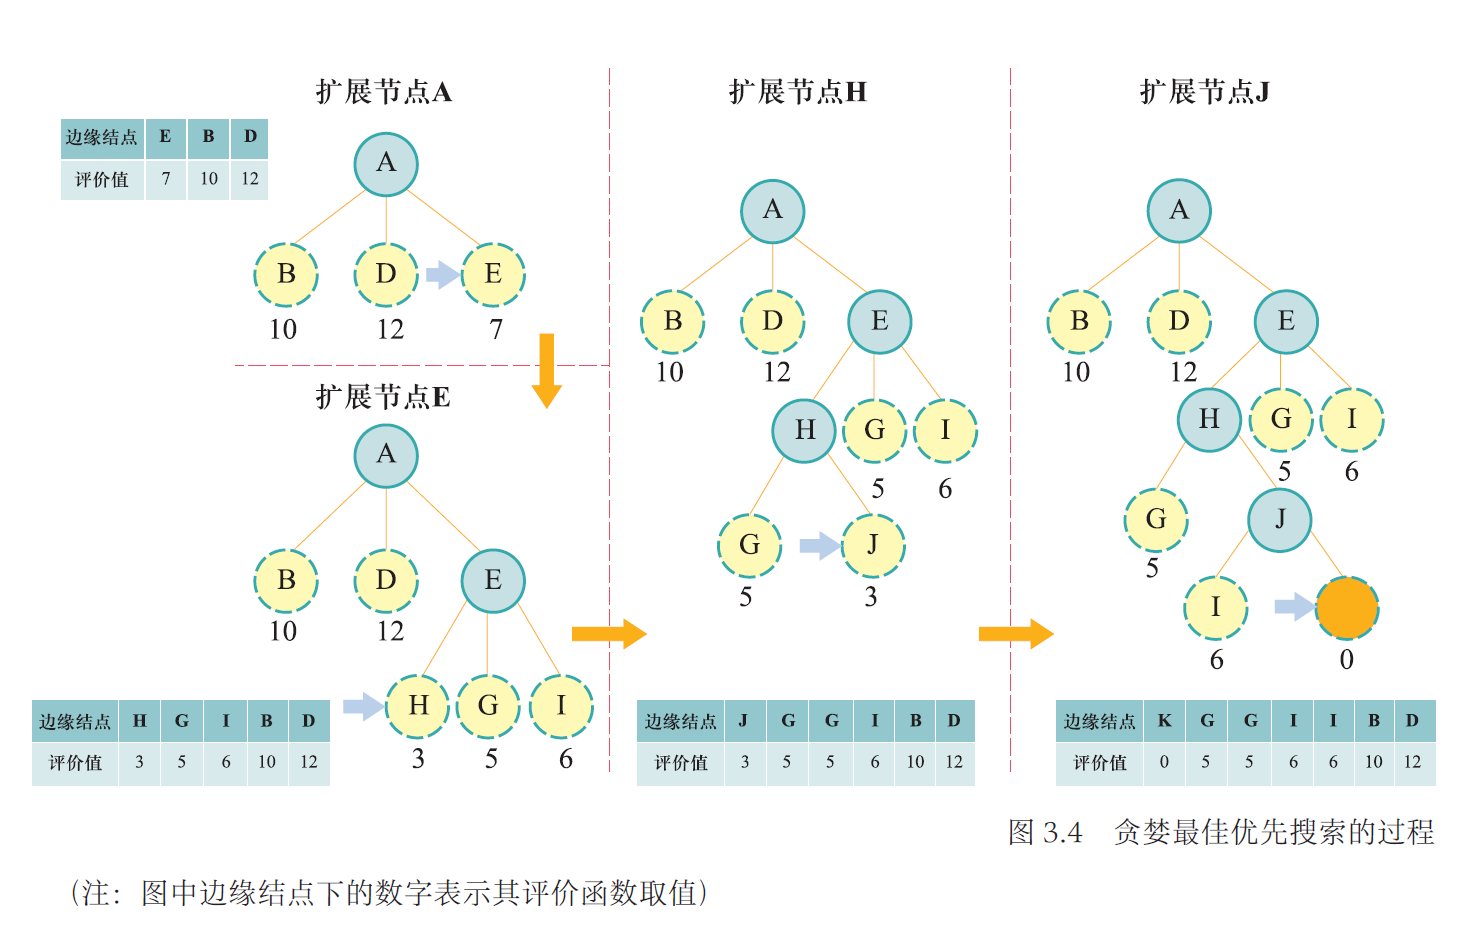 扩展节点A
边缘结点 E B D
评价值 7 10 12
A
B D E
10 12 7
扩展节点E
A
B D E
10 12
H G I
3 5 6
边缘结点 H G I B D
评价值 3 5 6 10 12
扩展节点H
A
B D E
10 12
H G I
5 6
G J
5 3
边缘结点 J G G I B D
评价值 3 5 5 6 10 12
扩展节点J
A
B D E
10 12
H G I
5 6
G J
5
I
6 0
边缘结点 K G G I I B D
评价值 0 5 5 6 6 10 12
图 3.4 贪婪最佳优先搜索的过程
（注：图中边缘结点下的数字表示其评价函数取值）